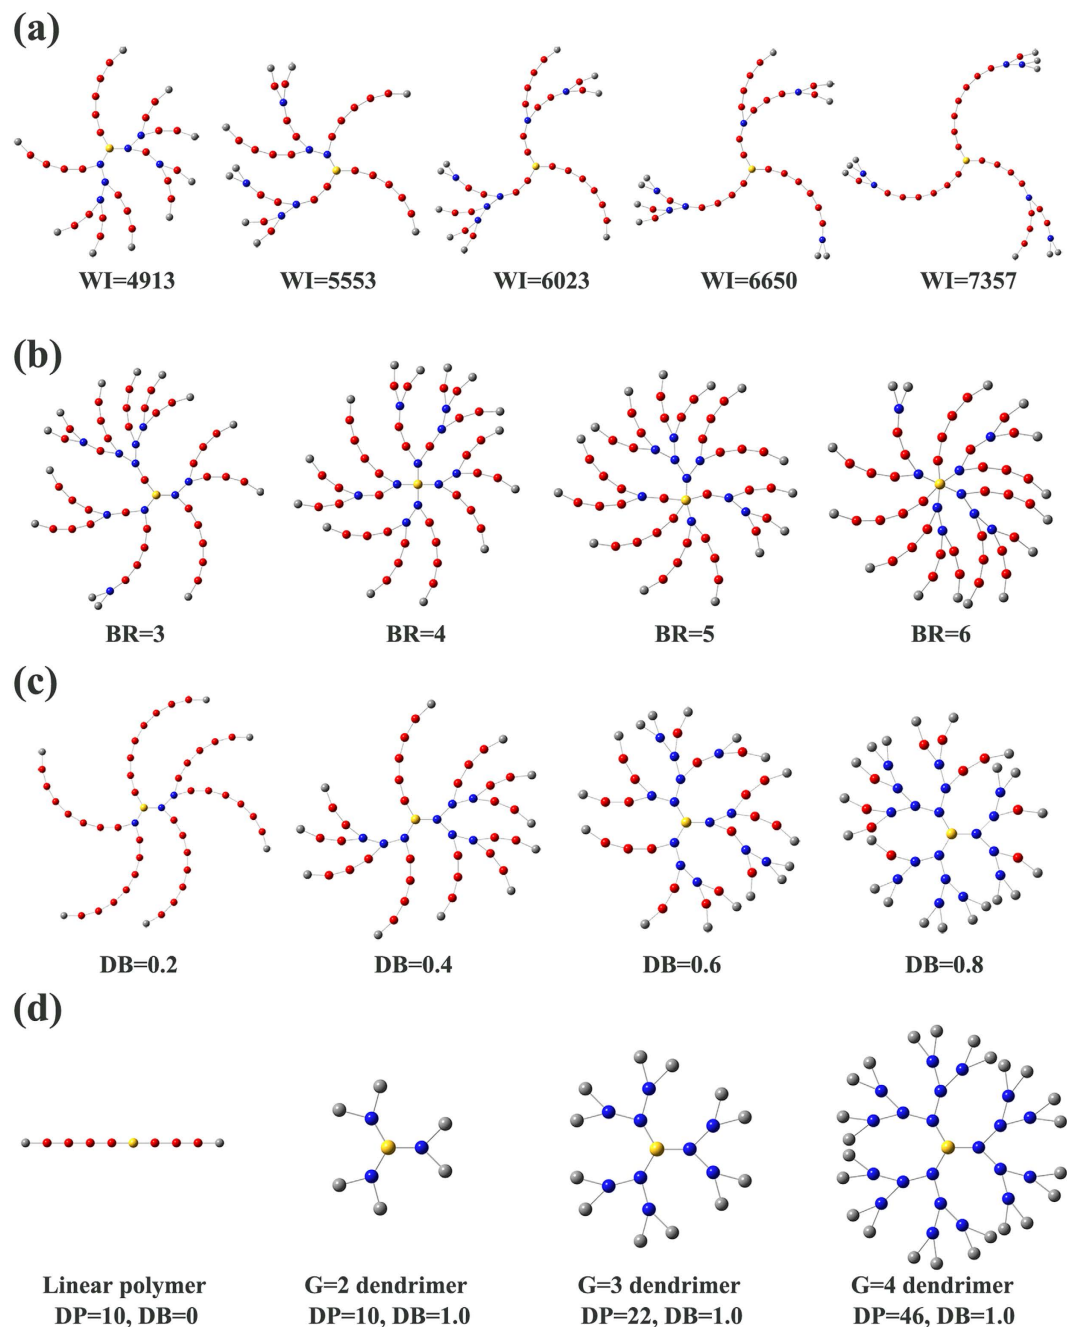 (a)
WI=4913 WI=5553 WI=6023 WI=6650 WI=7357
(b)
BR=3 BR=4 BR=5 BR=6
(c)
DB=0.2 DB=0.4 DB=0.6 DB=0.8
(d)
Linear polymer G=2 dendrimer G=3 dendrimer G=4 dendrimer
DP=10, DB=0 DP=10, DB=1.0 DP=22, DB=1.0 DP=46, DB=1.0